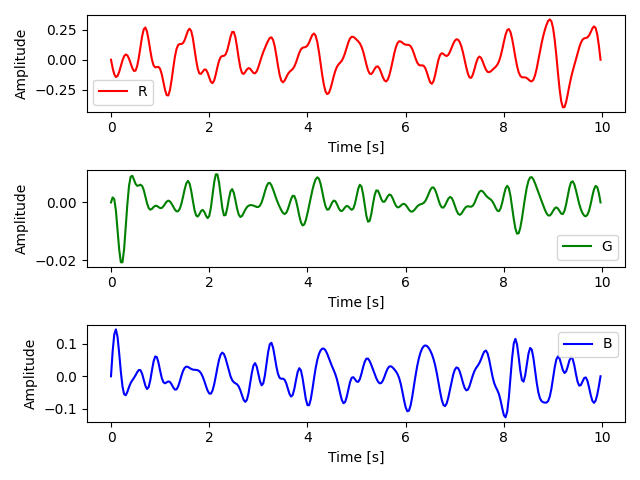 Amplitude
0.25
0.00
−0.25
R
0 2 4 6 8 10
Time [s]
Amplitude
0.00
−0.02
G
0 2 4 6 8 10
Time [s]
Amplitude
0.1
0.0
−0.1
B
0 2 4 6 8 10
Time [s]